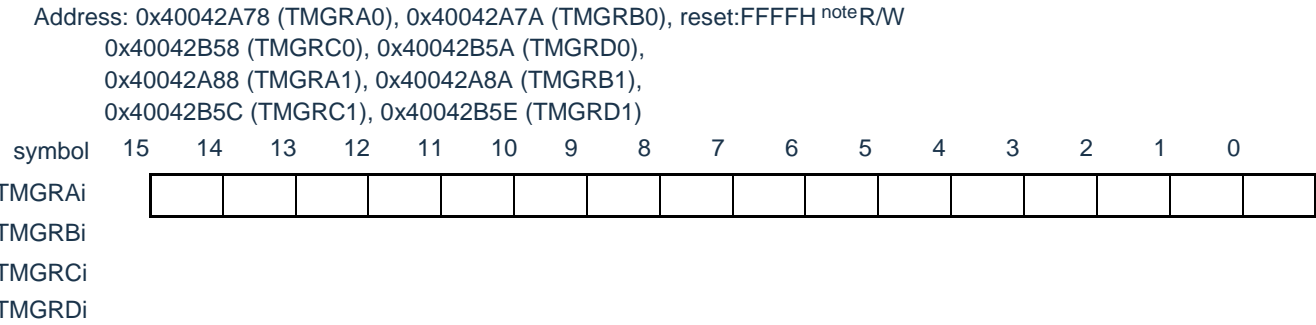 Address: 0x40042A78 (TMGRA0), 0x40042A7A (TMGRB0), reset:FFFFH note R/W
0x40042B58 (TMGRC0), 0x40042B5A (TMGRD0),
0x40042A88 (TMGRA1), 0x40042A8A (TMGRB1),
0x40042B5C (TMGRC1), 0x40042B5E (TMGRD1)
symbol 15 14 13 12 11 10 9 8 7 6 5 4 3 2 1 0
TMGRAi
TMGRBi
TMGRCi
TMGRDi